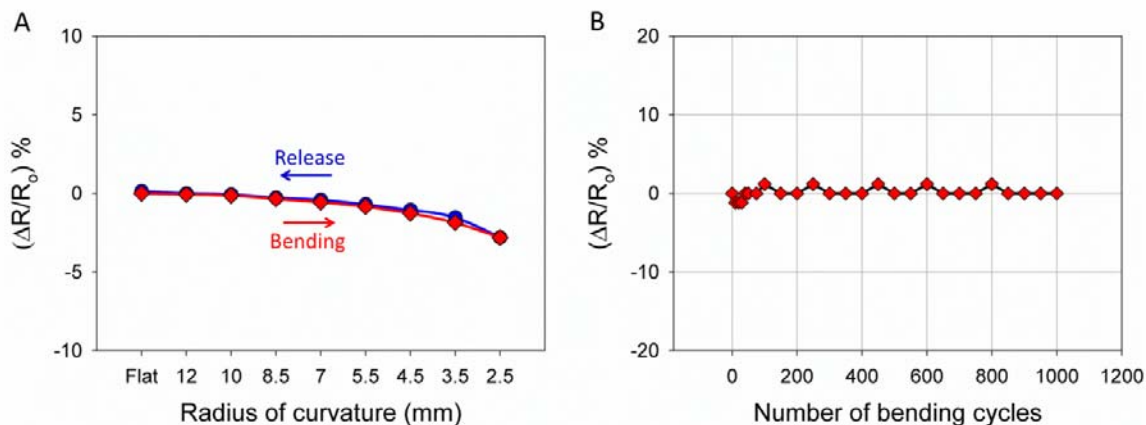 A
10
5
0
-5
-10
(ΔR/Rₒ) %
Release
Bending
Flat 12 10 8.5 7 5.5 4.5 3.5 2.5
Radius of curvature (mm)
B
20
10
0
-10
-20
(ΔR/Rₒ) %
0 200 400 600 800 1000 1200
Number of bending cycles